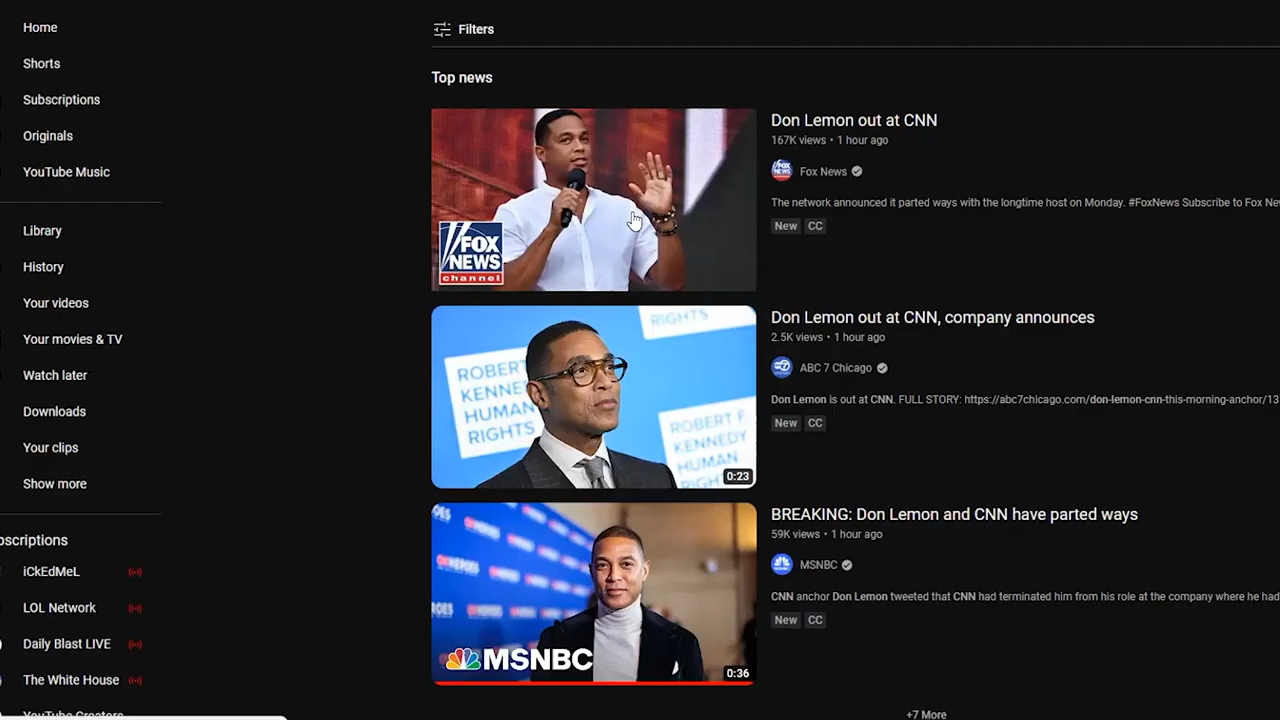 Home
Shorts
Subscriptions
Originals
YouTube Music
Library
History
Your videos
Your movies & TV
Watch later
Downloads
Your clips
Show more
bscriptions
iCkEdMeL
LOL Network
Daily Blast LIVE
The White House
YouTube Creators
Filters
Top news
FOX
NEWS
channel
Don Lemon out at CNN
167K views • 1 hour ago
FOX NEWS
Fox News
The network announced it parted ways with the longtime host on Monday. #FoxNews Subscribe to Fox Ne
New CC
RIGHTS
ROBERT
KENNEDY
HUMAN
RIGHTS
ROBERT F.
KENNEDY
HUMAN
RIGH
0:23
Don Lemon out at CNN, company announces
2.5K views • 1 hour ago
7
ABC 7 Chicago
Don Lemon is out at CNN. FULL STORY: https://abc7chicago.com/don-lemon-cnn-this-morning-anchor/13
New CC
MSNBC
0:36
BREAKING: Don Lemon and CNN have parted ways
59K views • 1 hour ago
MSNBC
CNN anchor Don Lemon tweeted that CNN had terminated him from his role at the company where he had
New CC
+7 More